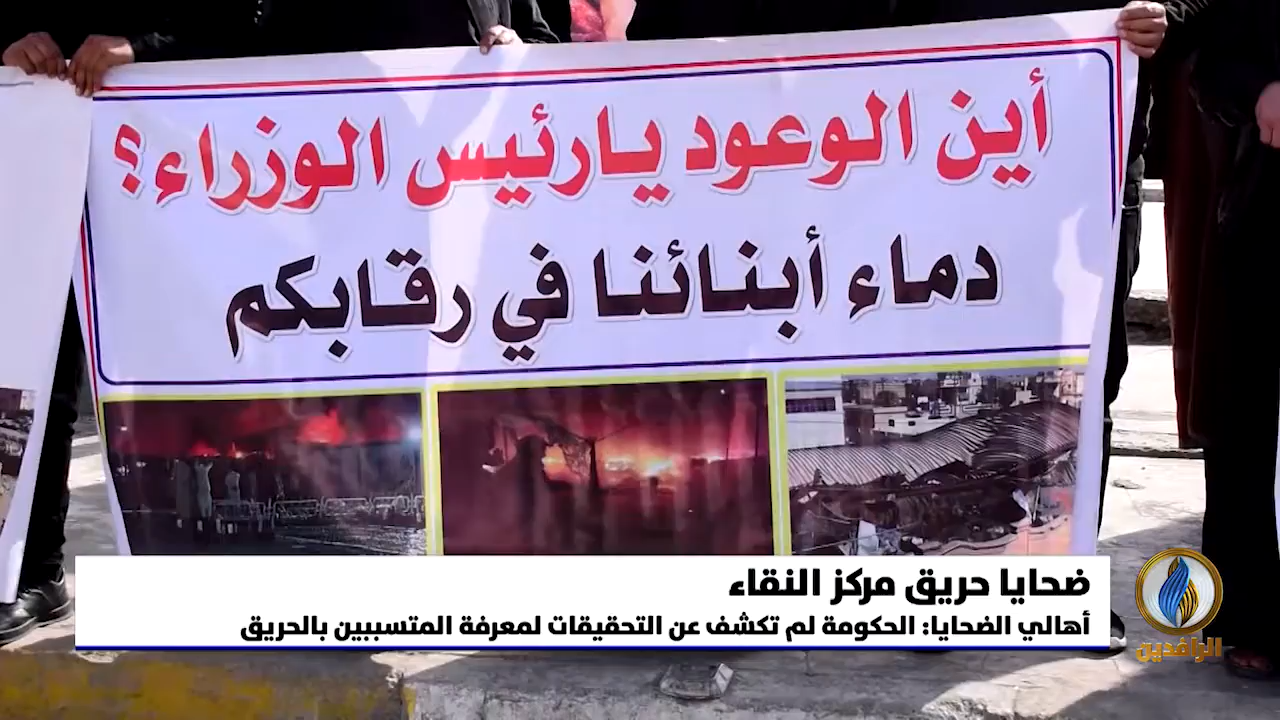 أين الوعود يارئيس الوزراء؟
دماء أبنائنا في رقابكم
ضحايا حريق مركز النقاء
أهالي الضحايا: الحكومة لم تكشف عن التحقيقات لمعرفة المتسببين بالحريق
الرافدين